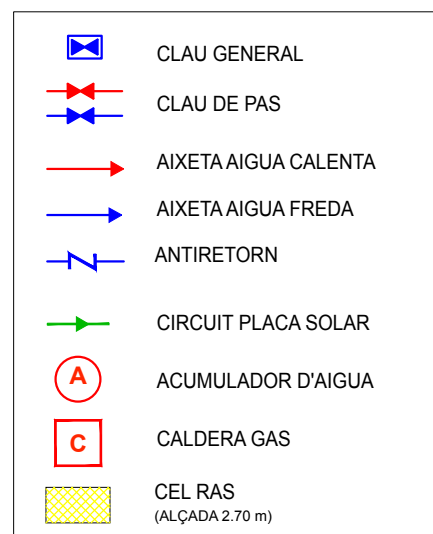 CLAU GENERAL
CLAU DE PAS
AIXETA AIGUA CALENTA
AIXETA AIGUA FREDA
ANTIRETORN
CIRCUIT PLACA SOLAR
A ACUMULADOR D'AIGUA
C CALDERA GAS
CEL RAS
(ALÇADA 2.70 m)